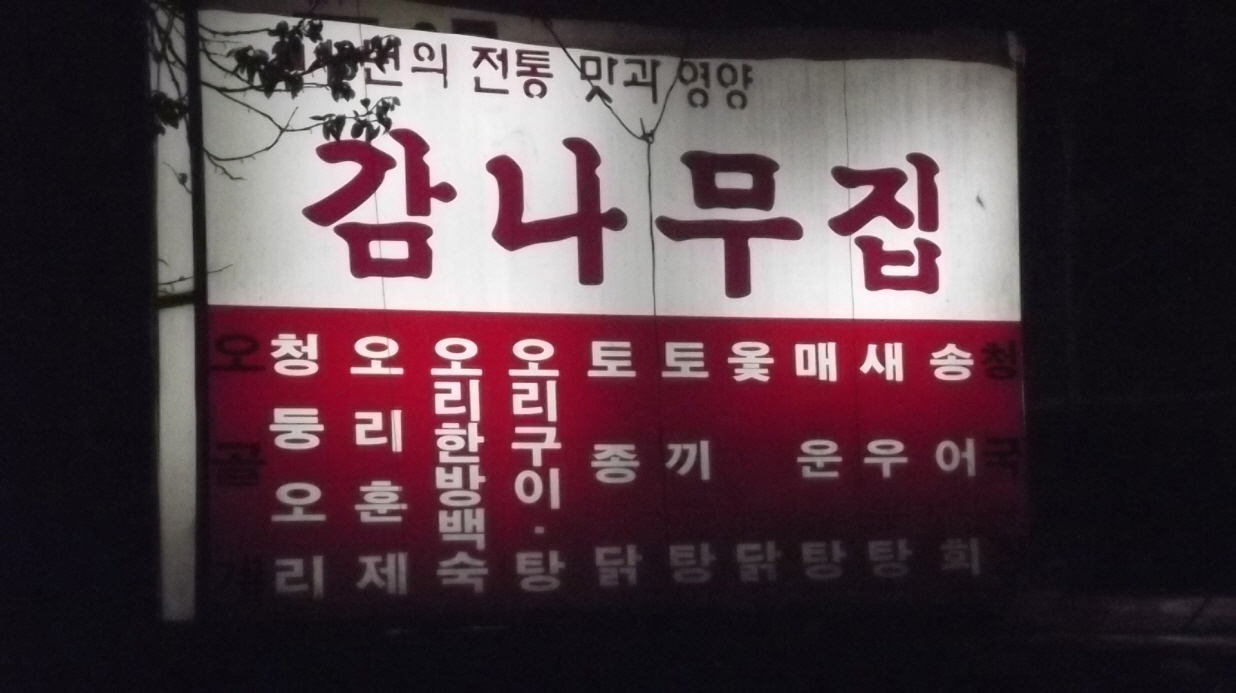 의 전통 맛과 영양
감나무집
청둥오리
오리훈제
오리한방백숙
오리구이·탕
토종닭
토끼탕
옻닭
매운탕
새우탕
송어회